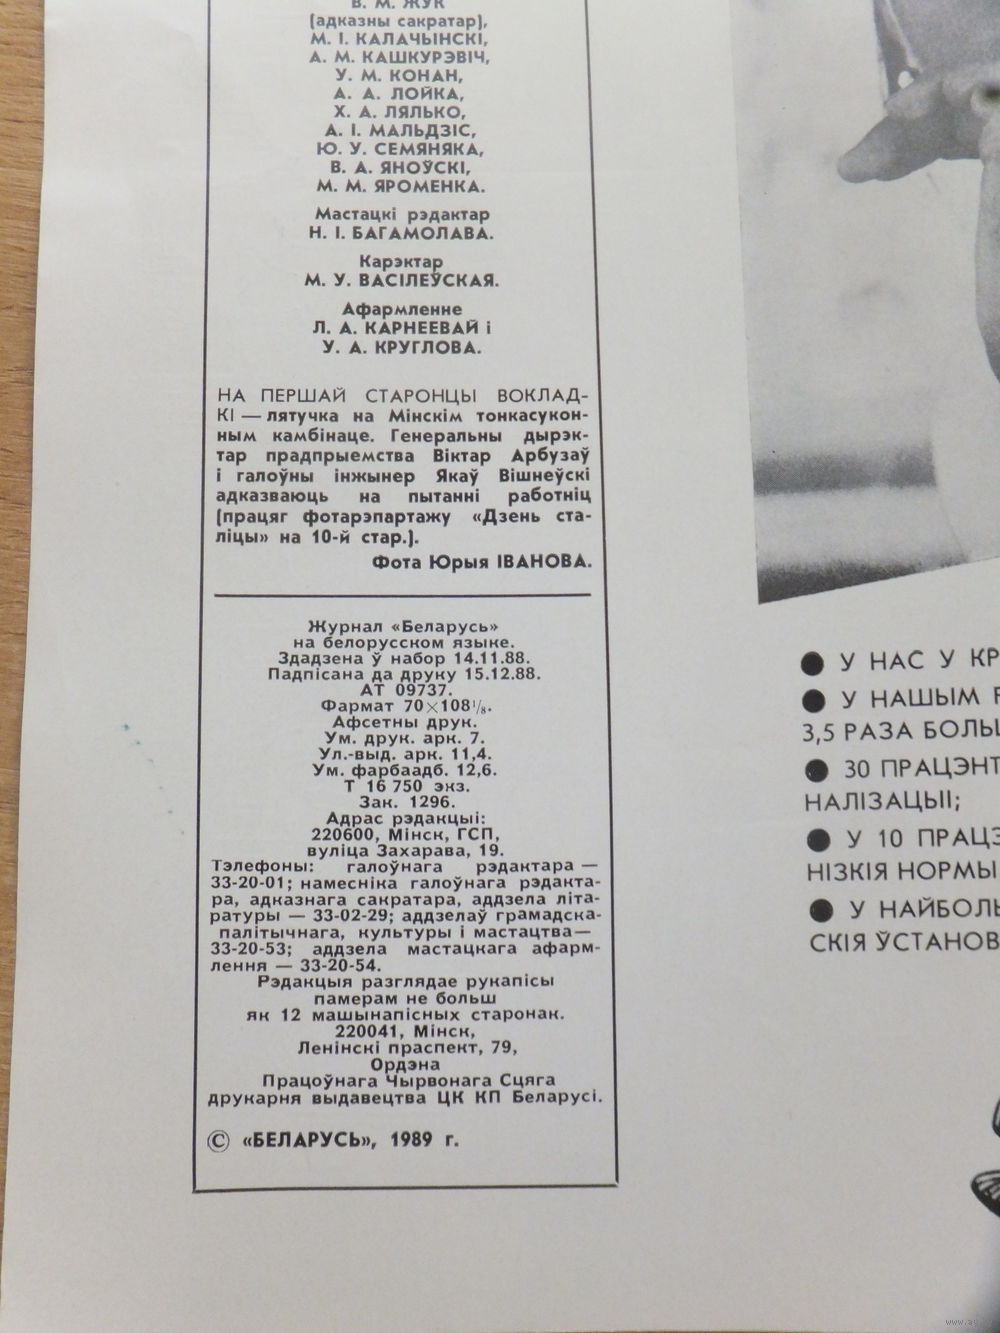 В. М. ЖУК
(адказны сакратар),
М. І. КАЛАЧЫНСКІ,
А. М. КАШКУРЭВІЧ,
У. М. КОНАН,
А. А. ЛОЙКА,
Х. А. ЛЯЛЬКО,
А. І. МАЛЬДЗІС,
Ю. У. СЕМЯНЯКА,
В. А. ЯНОЎСКІ,
М. М. ЯРОМЕНКА.
Мастацкі рэдактар
Н. І. БАГАМОЛАВА.
Карэктар
М. У. ВАСІЛЕЎСКАЯ.
Афармленне
Л. А. КАРНЕЕВАЙ і
У. А. КРУГЛОВА.
НА ПЕРШАЙ СТАРОНЦЫ ВОКЛАД-
КІ — лятучка на Мінскім тонкасукон-
ным камбінаце. Генеральны дырэк-
тар прадпрыемства Віктар Арбузаў
і галоўны інжынер Якаў Вішнеўскі
адказваюць на пытанні работніц
(працяг фотарэпартажу «Дзень ста-
ліцы» на 10-й стар.).
Фота Юрыя ІВАНОВА.
Журнал «Беларусь»
на белорусском языке.
Здадзена ў набор 14.11.88.
Падпісана да друку 15.12.88.
АТ 09737.
Фармат 70×108¹/₈.
Афсетны друк.
Ум. друк. арк. 7.
Ул.-выд. арк. 11,4.
Ум. фарбаадб. 12,6.
Т 16 750 экз.
Зак. 1296.
Адрас рэдакцыі:
220600, Мінск, ГСП,
вуліца Захарава, 19.
Тэлефоны: галоўнага рэдактара —
33-20-01; намесніка галоўнага рэдакта-
ра, адказнага сакратара, аддзела літа-
ратуры — 33-02-29; аддзелаў грамадска-
палітычнага, культуры і мастацтва—
33-20-53; аддзела мастацкага афарм-
лення — 33-20-54.
Рэдакцыя разглядае рукапісы
памерам не больш
як 12 машынапісных старонак.
220041, Мінск,
Ленінскі праспект, 79,
Ордэна
Працоўнага Чырвонага Сцяга
друкарня выдавецтва ЦК КП Беларусі.
© «БЕЛАРУСЬ», 1989 г.
● У НАС У КР
● У НАШЫМ
3,5 РАЗА БОЛЬ
● 30 ПРАЦЭНТ
НАЛІЗАЦЫІ;
● У 10 ПРАЦЭ
НІЗКІЯ НОРМЫ
● У НАЙБОЛЬ
СКІЯ ЎСТАНОВ